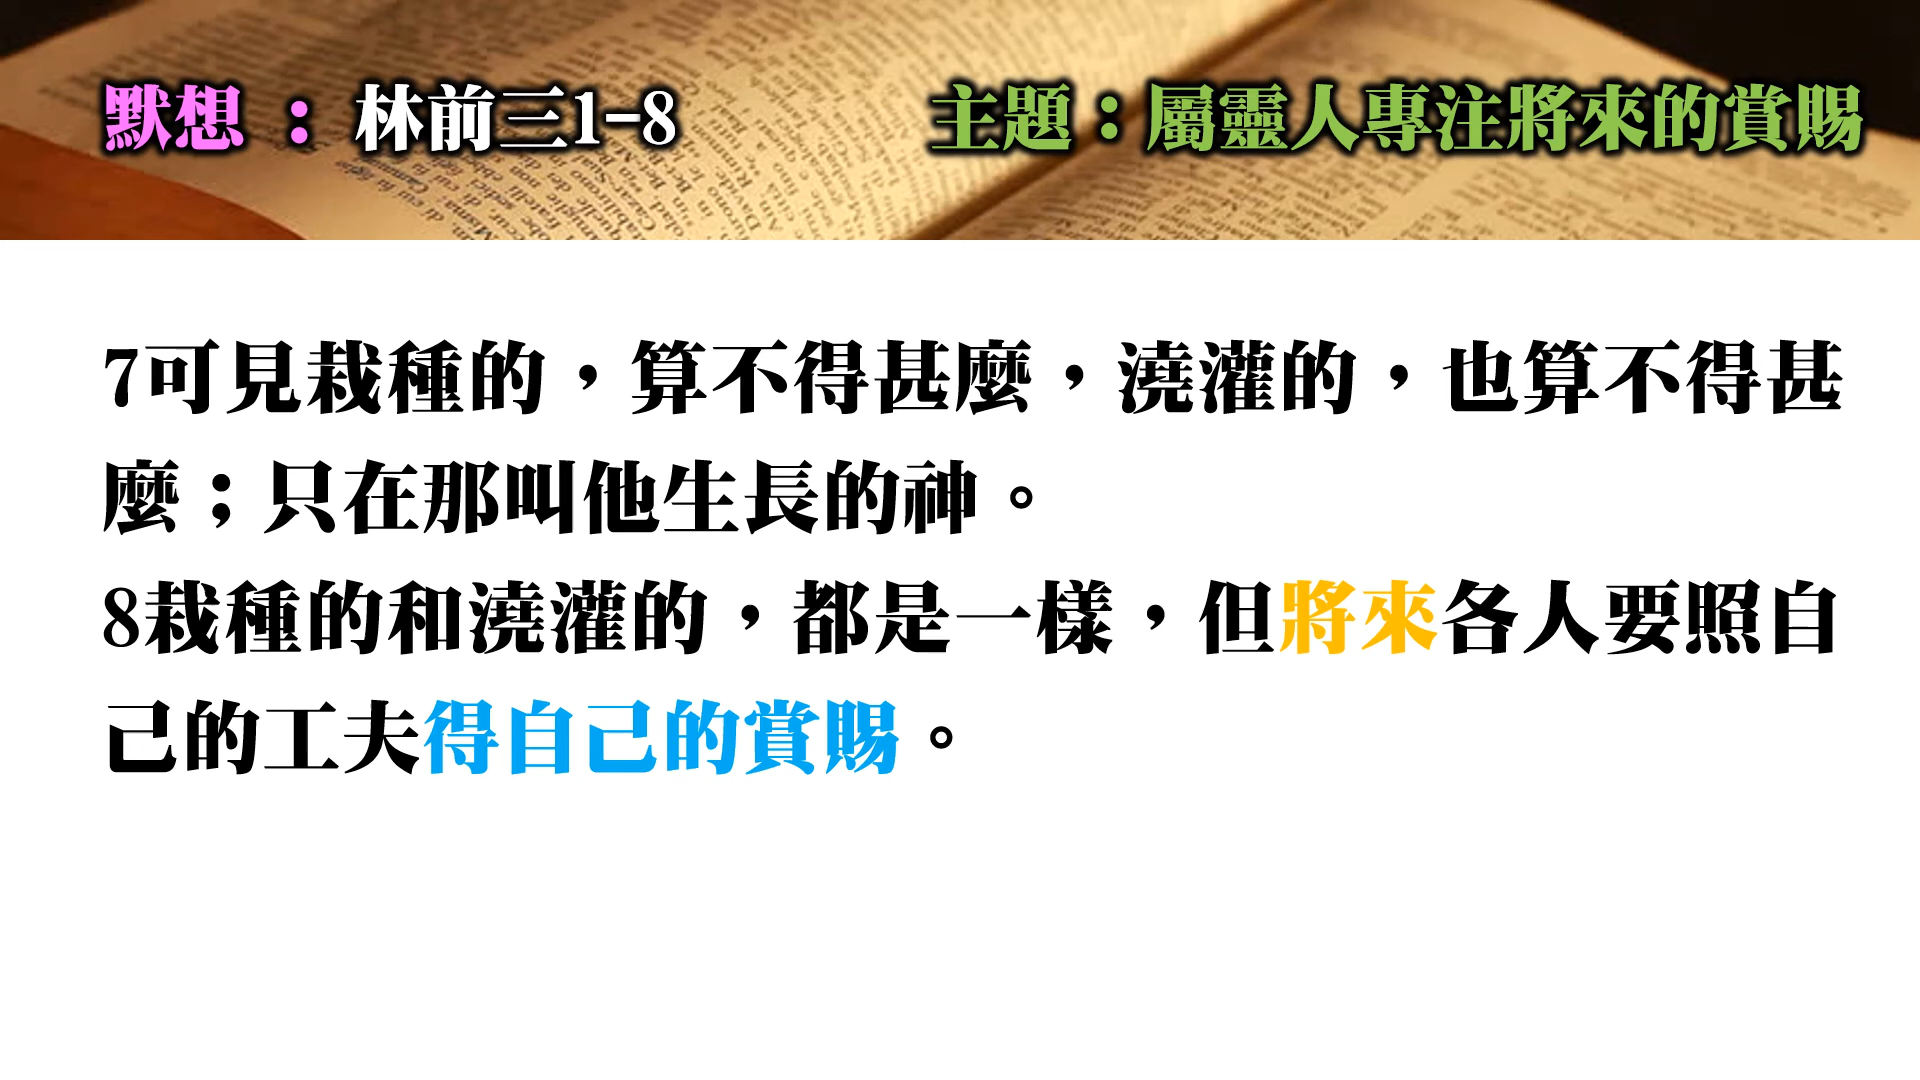 默想 : 林前三1-8
主題：屬靈人專注將來的賞賜
7可見栽種的，算不得甚麼，澆灌的，也算不得甚
麼；只在那叫他生長的神。
8栽種的和澆灌的，都是一樣，但將來各人要照自
己的工夫得自己的賞賜。